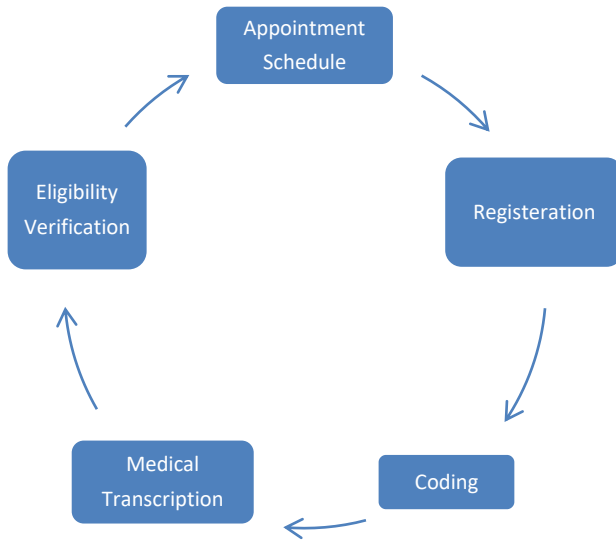 Appointment
Schedule
Registeration
Coding
Medical
Transcription
Eligibility
Verification